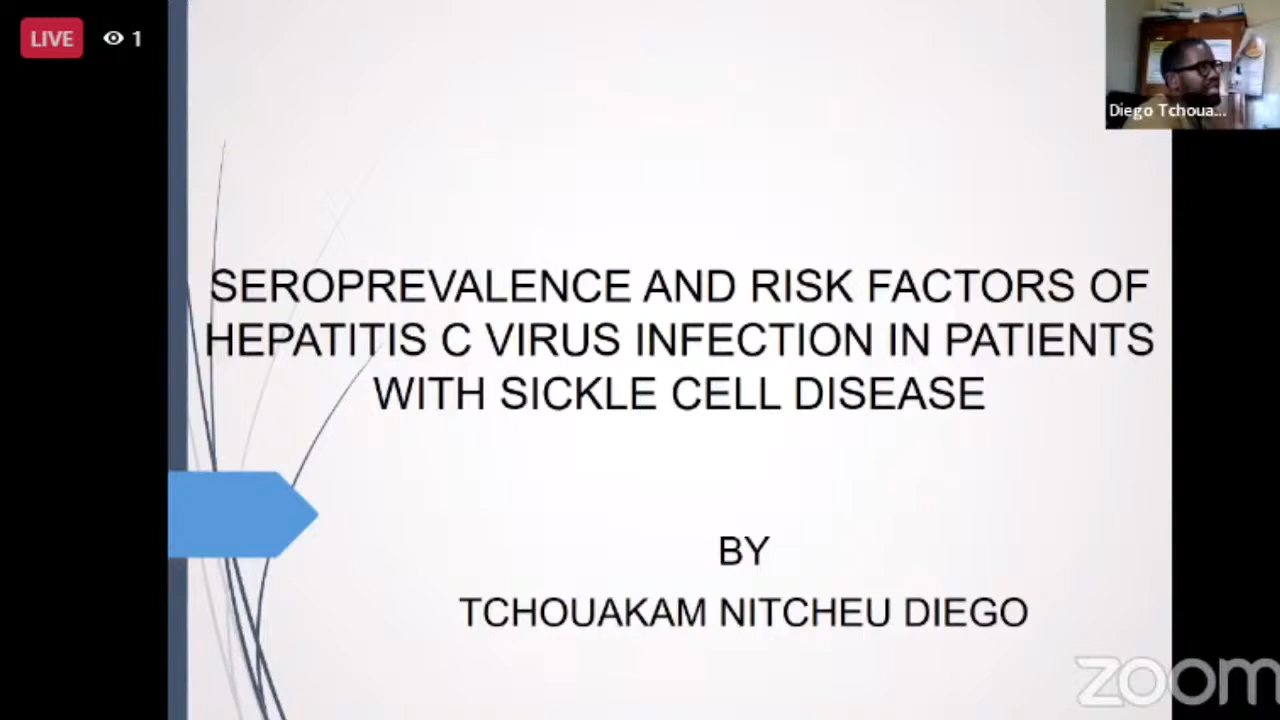 LIVE 1
Diego Tchoua...
SEROPREVALENCE AND RISK FACTORS OF
HEPATITIS C VIRUS INFECTION IN PATIENTS
WITH SICKLE CELL DISEASE
BY
TCHOUAKAM NITCHEU DIEGO
zoom